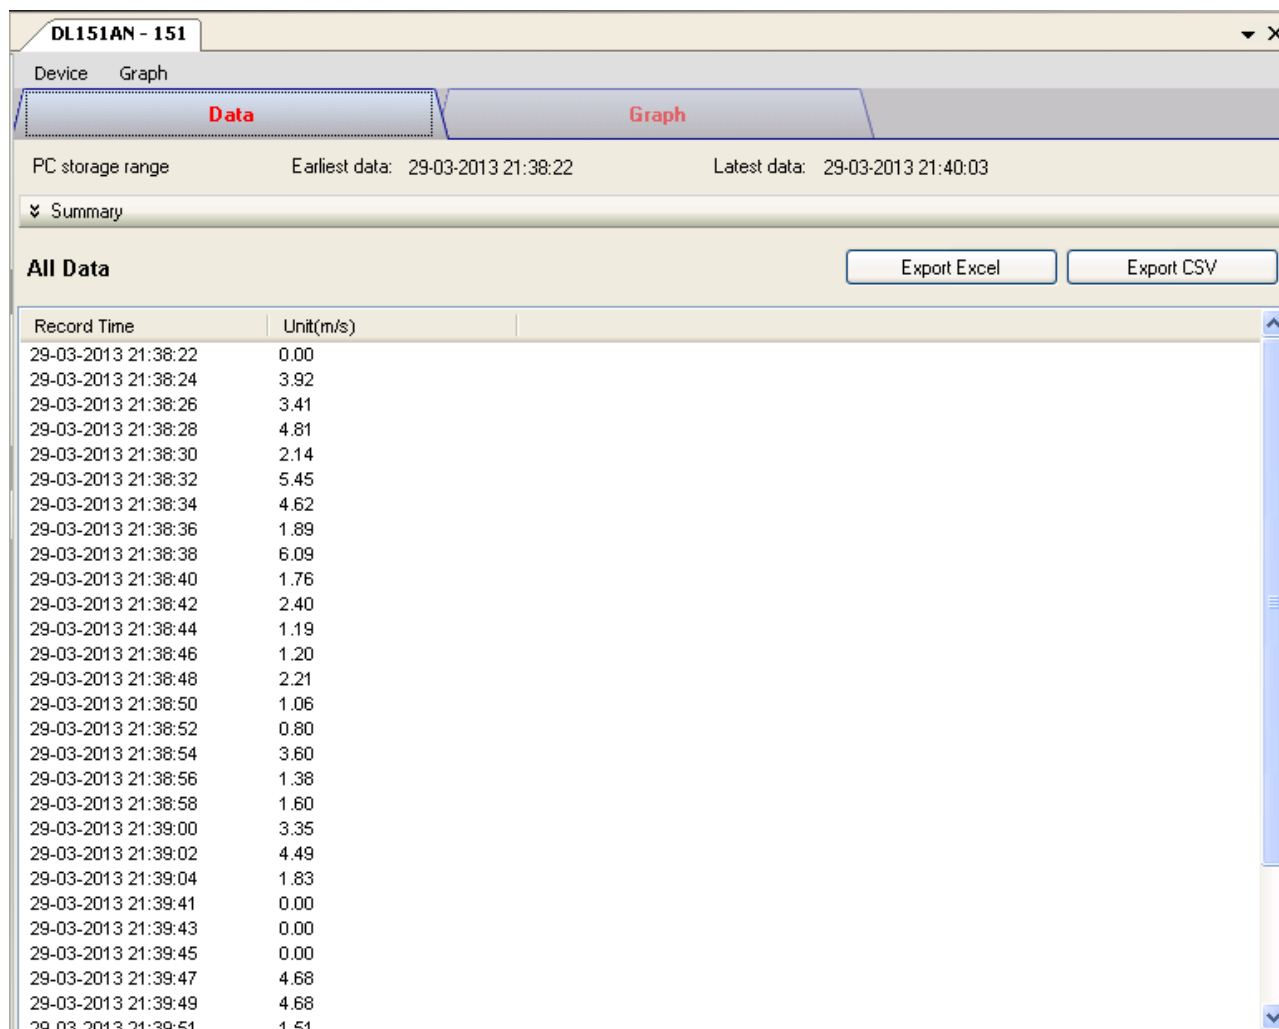 DL151AN - 151
Device Graph
Data Graph
PC storage range Earliest data: 29-03-2013 21:38:22 Latest data: 29-03-2013 21:40:03
Summary
All Data Export Excel Export CSV
Record Time Unit(m/s)
29-03-2013 21:38:22 0.00
29-03-2013 21:38:24 3.92
29-03-2013 21:38:26 3.41
29-03-2013 21:38:28 4.81
29-03-2013 21:38:30 2.14
29-03-2013 21:38:32 5.45
29-03-2013 21:38:34 4.62
29-03-2013 21:38:36 1.89
29-03-2013 21:38:38 6.09
29-03-2013 21:38:40 1.76
29-03-2013 21:38:42 2.40
29-03-2013 21:38:44 1.19
29-03-2013 21:38:46 1.20
29-03-2013 21:38:48 2.21
29-03-2013 21:38:50 1.06
29-03-2013 21:38:52 0.80
29-03-2013 21:38:54 3.60
29-03-2013 21:38:56 1.38
29-03-2013 21:38:58 1.60
29-03-2013 21:39:00 3.35
29-03-2013 21:39:02 4.49
29-03-2013 21:39:04 1.83
29-03-2013 21:39:41 0.00
29-03-2013 21:39:43 0.00
29-03-2013 21:39:45 0.00
29-03-2013 21:39:47 4.68
29-03-2013 21:39:49 4.68
29-03-2013 21:39:51 1.51